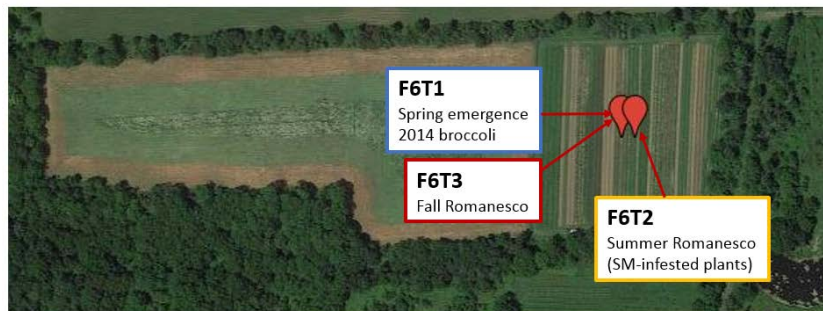 F6T1
Spring emergence
2014 broccoli
F6T3
Fall Romanesco
F6T2
Summer Romanesco
(SM-infested plants)